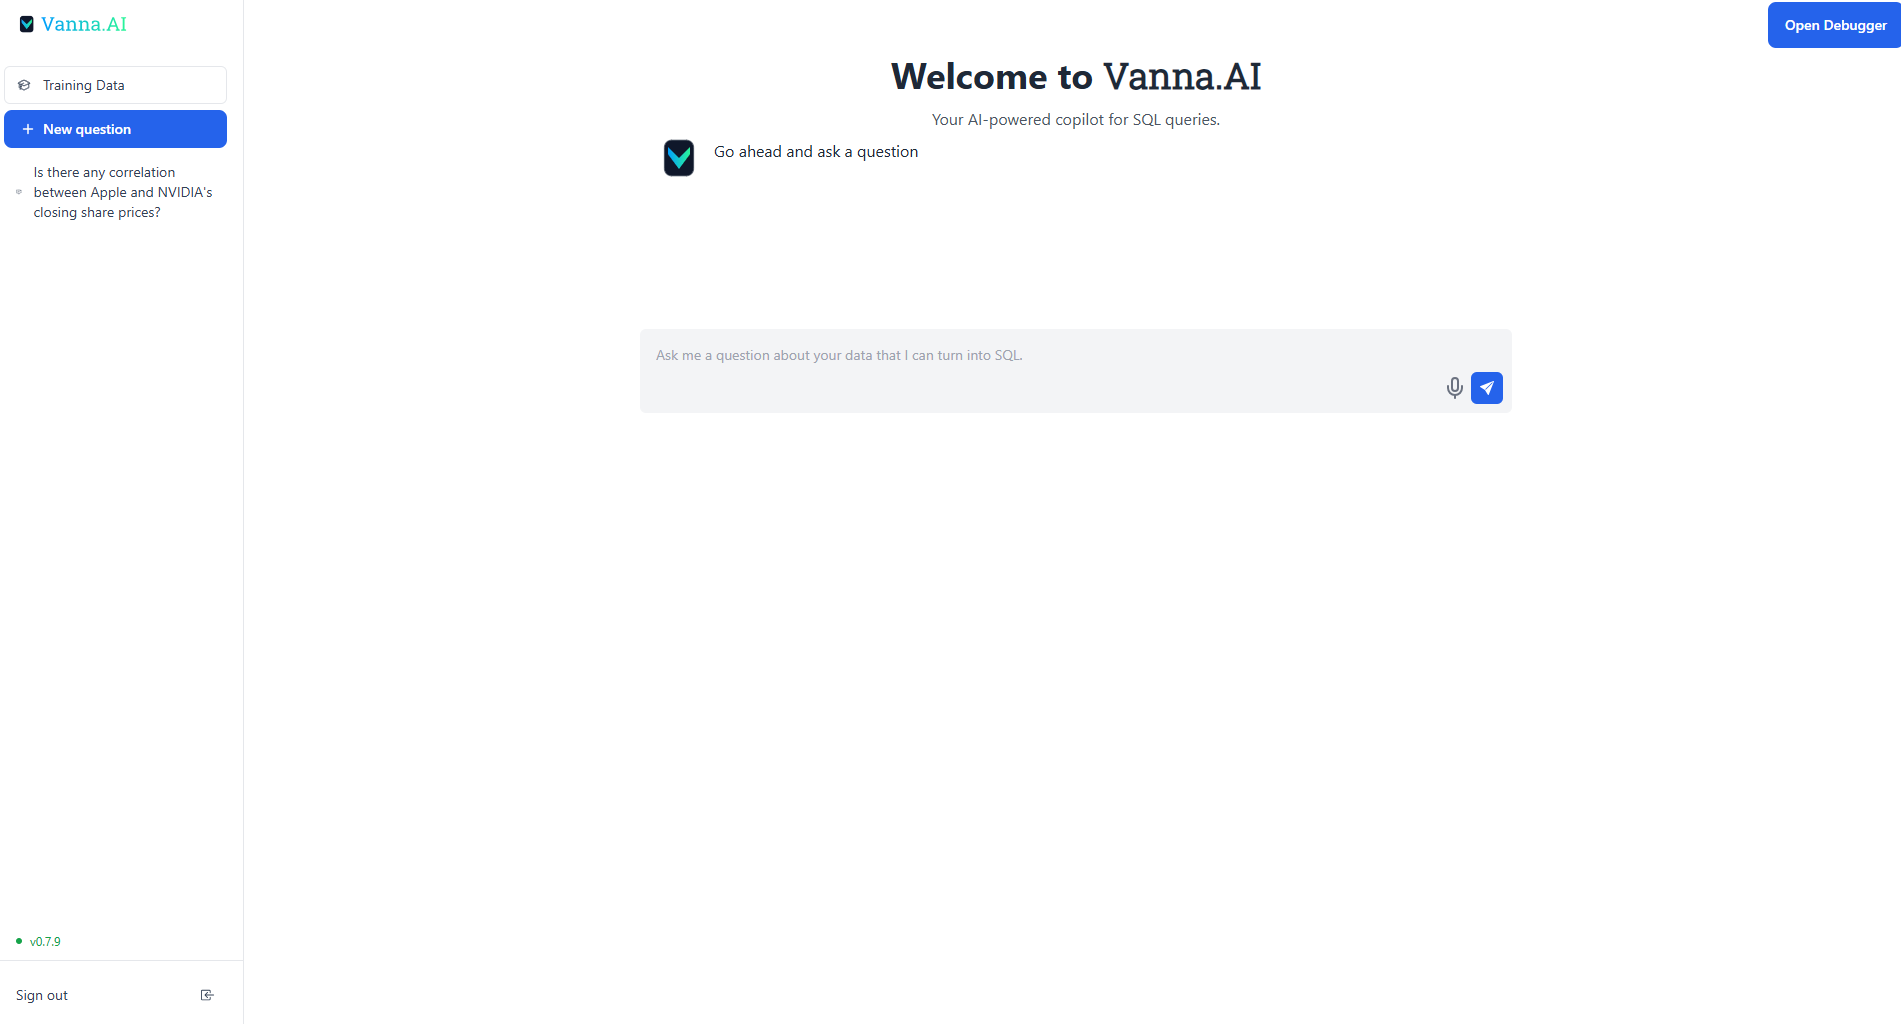 Vanna.AI
Training Data
New question
Is there any correlation
between Apple and NVIDIA's
closing share prices?
v0.7.9
Sign out
Open Debugger
Welcome to Vanna.AI
Your AI-powered copilot for SQL queries.
Go ahead and ask a question
Ask me a question about your data that I can turn into SQL.